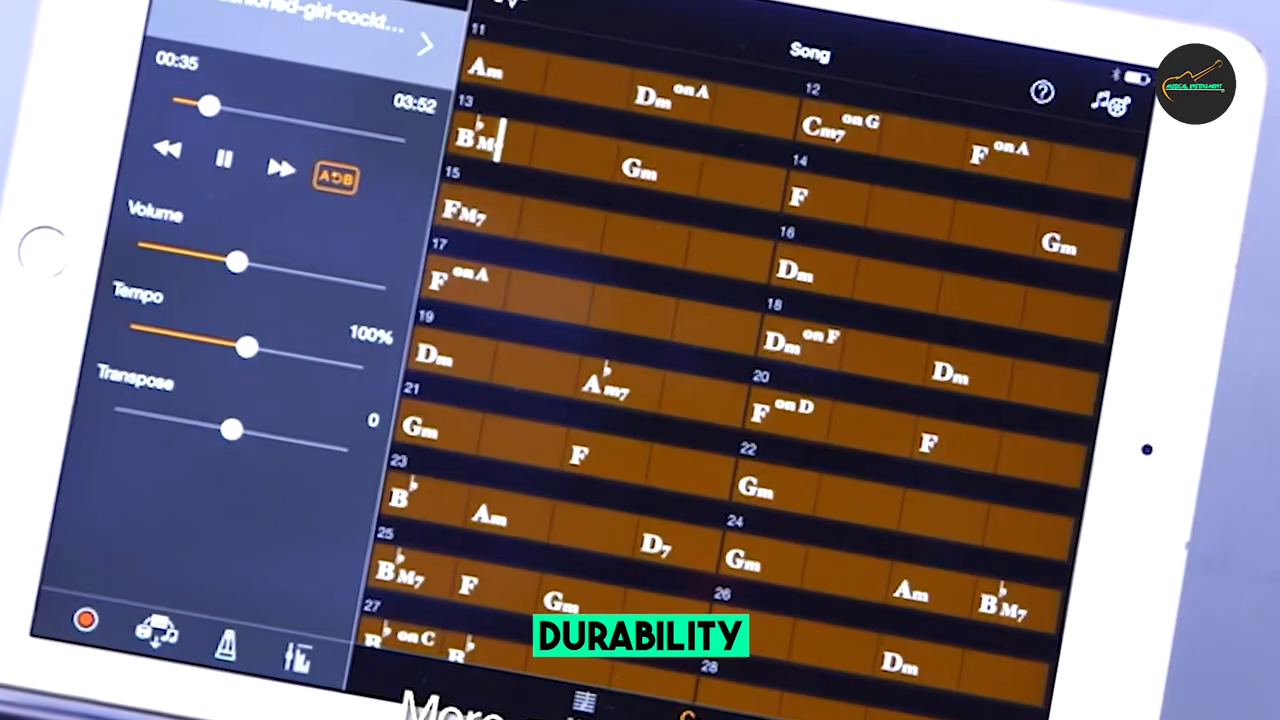 Song
00:35
03:52
A B
Volume
Tempo
100%
Transpose
0
11
Am
Dm on A
12
Cm7 on G
F on A
13
B♭M7
Gm
14
F
Gm
15
FM7
16
Dm
17
F on A
18
Dm on F
Dm
19
Dm
A♭m7
20
F on D
F
21
Gm
F
22
Gm
23
B♭
Am
D7
24
Gm
Am
B♭M7
25
B♭M7
F
Gm
26
Dm
27
B♭ on C
B♭
28
MUSICAL INSTRUMENT
DURABILITY
More